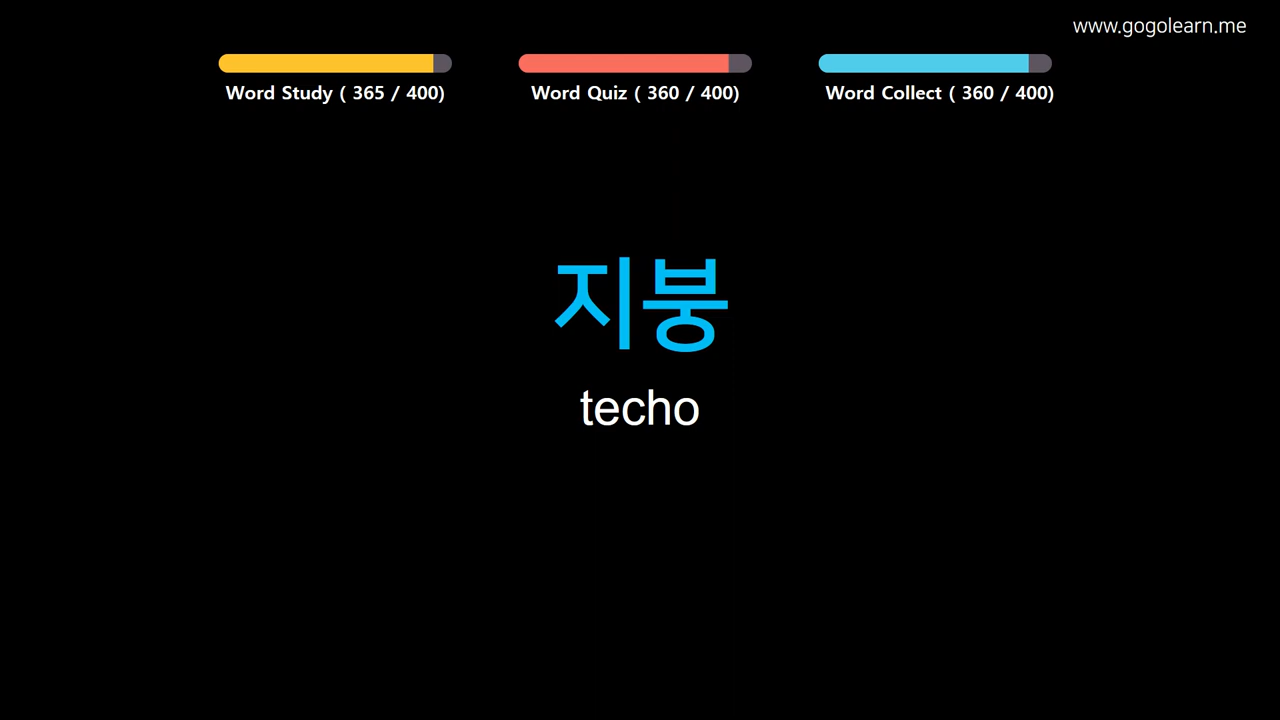 www.gogolearn.me
Word Study ( 365 / 400)
Word Quiz ( 360 / 400)
Word Collect ( 360 / 400)
지붕
techo